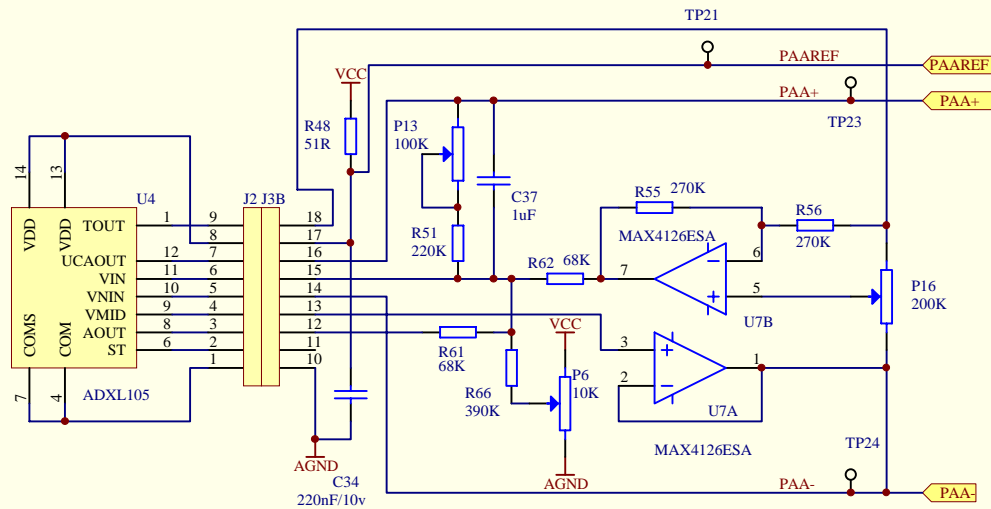 TP21
PAAREF
PAAREF
VCC
PAA+
PAA+
TP23
R48
51R
P13
100K
C37
1uF
R51
220K
R55
270K
R56
270K
MAX4126ESA
14
13
U4
J2 J3B
VDD
VDD
TOUT
1
9
18
8
17
UCAOUT
12
7
16
VIN
11
6
15
VNIN
10
5
14
VMID
9
4
13
AOUT
8
3
12
ST
6
2
11
1
10
COMS
COM
7
4
ADXL105
R62
68K
7
6
5
U7B
P16
200K
R61
68K
R66
390K
VCC
P6
10K
AGND
3
2
1
U7A
MAX4126ESA
TP24
AGND
C34
220nF/10v
PAA-
PAA-